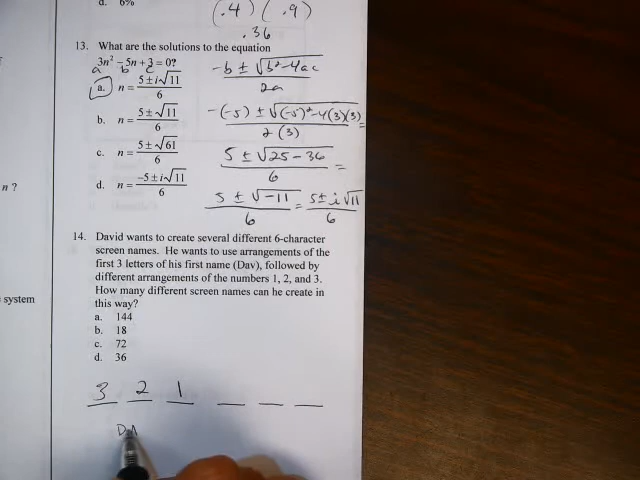 d. 6%
(.4)(.9)
.36
13. What are the solutions to the equation
3n² – 5n + 3 = 0?
a b c
-b ± √b²-4ac
2a
a. n = 5 ± i√11
6
-(-5) ± √(-5)²-4(3)(3) =
2(3)
b. n = 5 ± √11
6
c. n = 5 ± √61
6
5 ± √25-36 =
6
d. n = -5 ± i√11
6
5 ± √-11 = 5 ± i√11
6 6
n ?
14. David wants to create several different 6-character
screen names. He wants to use arrangements of the
first 3 letters of his first name (Dav), followed by
different arrangements of the numbers 1, 2, and 3.
How many different screen names can he create in
this way?
system
a. 144
b. 18
c. 72
d. 36
3 2 1
DA